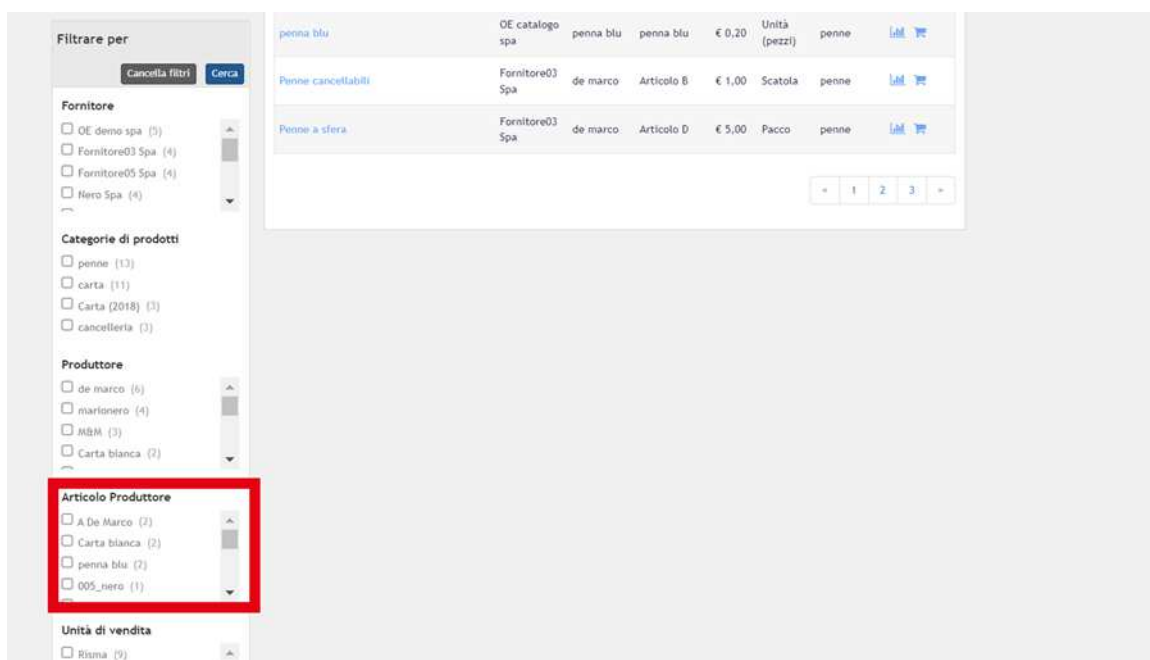 Filtrare per
Cancella filtri Cerca
Fornitore
OE demo spa (5)
Fornitore03 Spa (4)
Fornitore05 Spa (4)
Nero Spa (4)
Categorie di prodotti
penne (13)
carta (11)
Carta (2018) (3)
cancelleria (3)
Produttore
de marco (6)
marionero (4)
M&M (3)
Carta bianca (2)
Articolo Produttore
A De Marco (2)
Carta bianca (2)
penna blu (2)
005_nero (1)
Unità di vendita
Risma (9)
penna blu OE catalogo spa penna blu penna blu € 0,20 Unità (pezzi) penne
Penne cancellabili Fornitore03 Spa de marco Articolo B € 1,00 Scatola penne
Penne a sfera Fornitore03 Spa de marco Articolo D € 5,00 Pacco penne
« 1 2 3 »